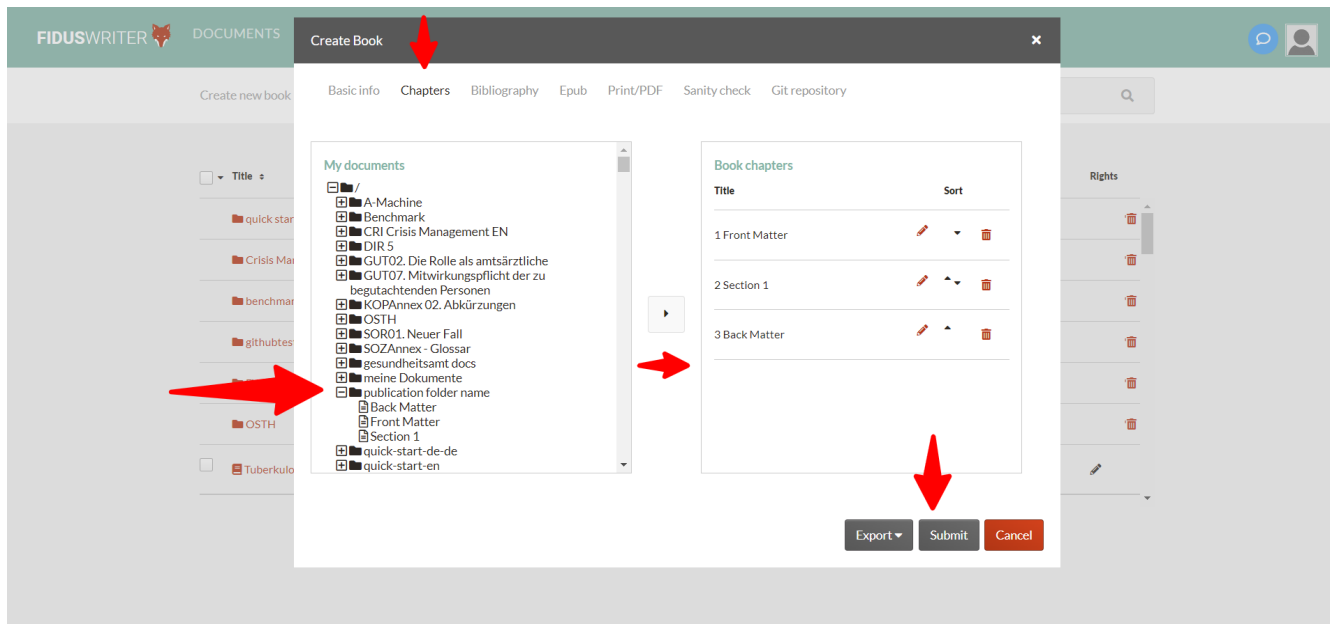 FIDUSWRITER DOCUMENTS
Create Book
Create new book
Basic info Chapters Bibliography Epub Print/PDF Sanity check Git repository
Title
Rights
quick star
Crisis Ma
benchmar
githubtes
OSTH
Tuberkulo
My documents
/
A-Machine
Benchmark
CRI Crisis Management EN
DIR 5
GUT02. Die Rolle als amtsärztliche
GUT07. Mitwirkungspflicht der zu
begutachtenden Personen
KOPAnnex 02. Abkürzungen
OSTH
SOR01. Neuer Fall
SOZAnnex - Glossar
gesundheitsamt docs
meine Dokumente
publication folder name
Back Matter
Front Matter
Section 1
quick-start-de-de
quick-start-en
Book chapters
Title Sort
1 Front Matter
2 Section 1
3 Back Matter
Export Submit Cancel